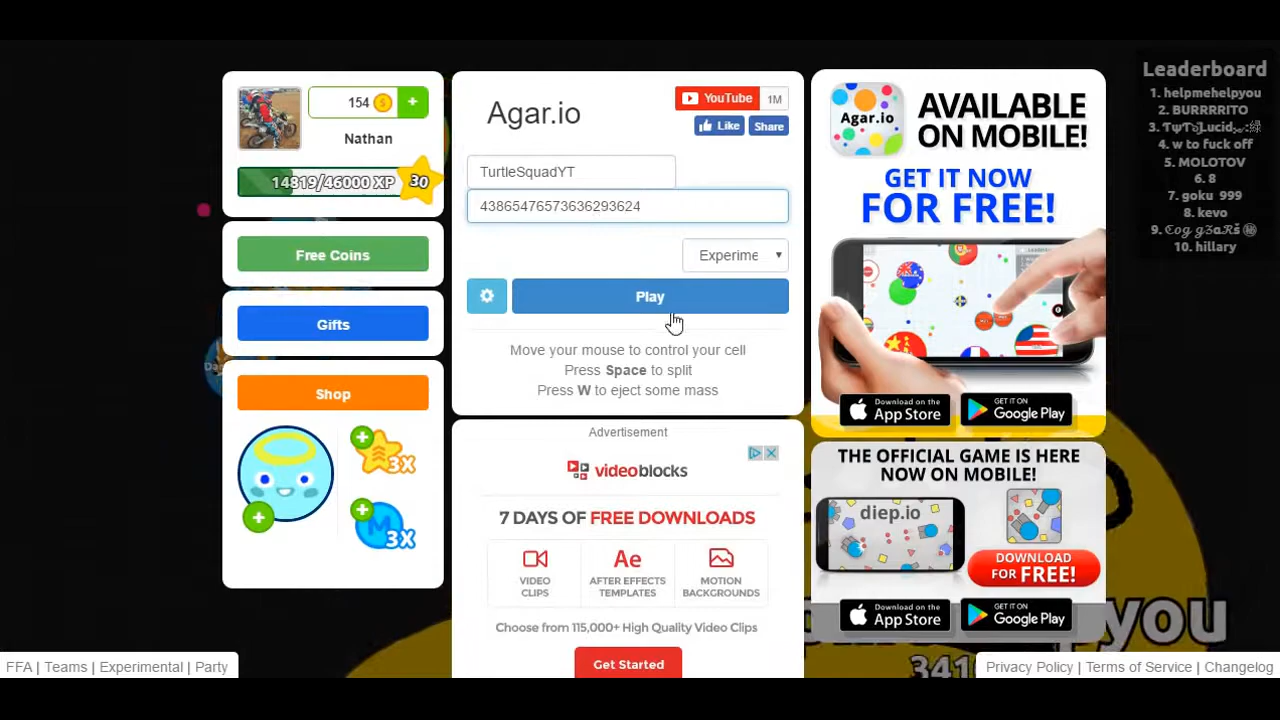 154
Nathan
14819/46000 XP
30
Free Coins
Gifts
Shop
3X
M
3X
Agar.io
YouTube
1M
Like
Share
TurtleSquadYT
43865476573636293624
Experime
Play
Move your mouse to control your cell
Press Space to split
Press W to eject some mass
Advertisement
videoblocks
7 DAYS OF FREE DOWNLOADS
VIDEO
CLIPS
Ae
AFTER EFFECTS
TEMPLATES
MOTION
BACKGROUNDS
Choose from 115,000+ High Quality Video Clips
Get Started
Agar.io
AVAILABLE
ON MOBILE!
GET IT NOW
FOR FREE!
Download on the
App Store
GET IT ON
Google Play
THE OFFICIAL GAME IS HERE
NOW ON MOBILE!
diep.io
DOWNLOAD
FOR FREE!
Download on the
App Store
GET IT ON
Google Play
Leaderboard
1. helpmehelpyou
2. BURRRRITO
4. w to fuck off
5. MOLOTOV
6. 8
7. goku 999
8. kevo
10. hillary
you
341
FFA | Teams | Experimental | Party
Privacy Policy | Terms of Service | Changelog